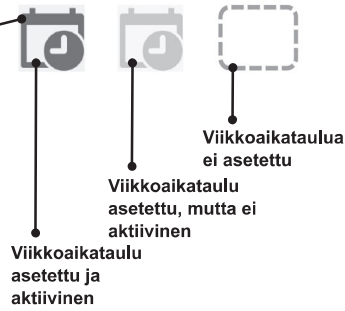 Viikkoaikataulua
ei asetettu
Viikkoaikataulu
asetettu, mutta ei
aktiivinen
Viikkoaikataulu
asetettu ja
aktiivinen